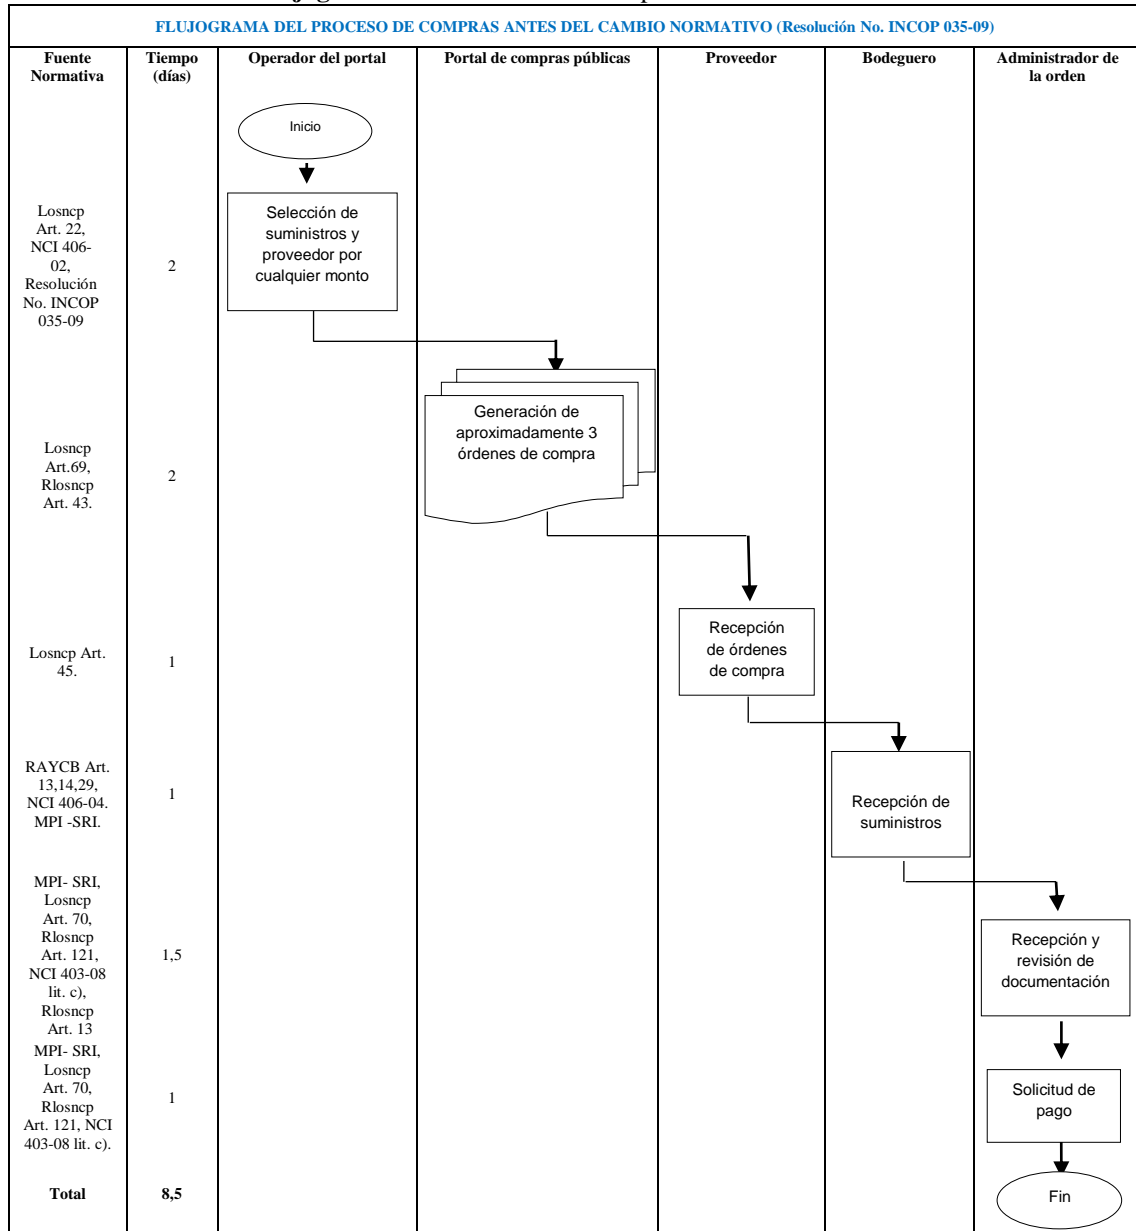 FLUJOGRAMA DEL PROCESO DE COMPRAS ANTES DEL CAMBIO NORMATIVO (Resolución No. INCOP 035-09)
Fuente
Normativa
Tiempo
(días)
Operador del portal
Portal de compras públicas
Proveedor
Bodeguero
Administrador de
la orden
Inicio
Losncp
Art. 22,
NCI 406-
02,
Resolución
No. INCOP
035-09
2
Selección de
suministros y
proveedor por
cualquier monto
Losncp
Art.69,
Rlosncp
Art. 43.
2
Generación de
aproximadamente 3
órdenes de compra
Losncp Art.
45.
1
Recepción
de órdenes
de compra
RAYCB Art.
13,14,29,
NCI 406-04.
MPI -SRI.
1
Recepción de
suministros
MPI- SRI,
Losncp
Art. 70,
Rlosncp
Art. 121,
NCI 403-08
lit. c),
Rlosncp
Art. 13
1,5
Recepción y
revisión de
documentación
MPI- SRI,
Losncp
Art. 70,
Rlosncp
Art. 121, NCI
403-08 lit. c).
1
Solicitud de
pago
Total
8,5
Fin